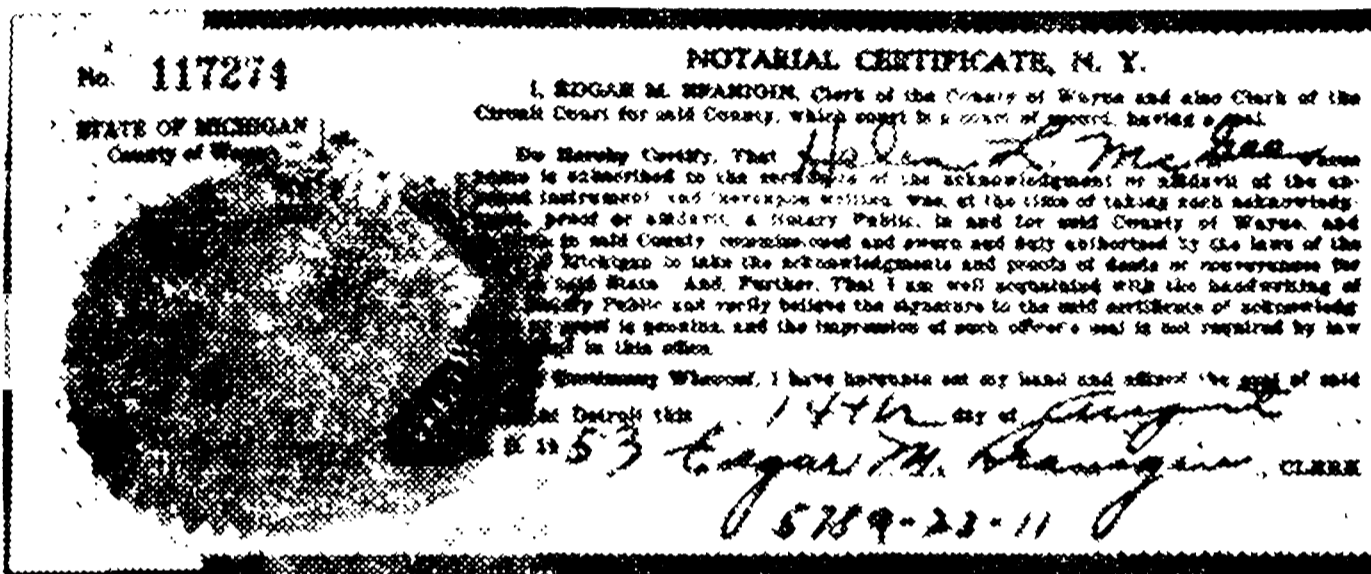 No. 117274
NOTARIAL CERTIFICATE, N. Y.
STATE OF MICHIGAN
County of Wayne
I, EDGAR M. BRANIGIN, Clerk of the County of Wayne and also Clerk of the
Circuit Court for said County, which court is a court of record, having a seal.
Do Hereby Certify, That Helen R. whose
name is subscribed to the certificate of the acknowledgment or affidavit of the an-
nexed instrument and thereupon written was, at the time of taking such acknowledg-
proof or affidavit, a Notary Public, in and for said County of Wayne, and
in said County, commissioned and sworn and duly authorized by the laws of the
Michigan to take the acknowledgments and proofs of deeds or conveyances for
said State. And, Further, That I am well acquainted with the handwriting of
Public and verily believe the signature to the said certificate of acknowledg
is genuine, and the impression of such officer's seal is not required by law
in this office.
Testimony Whereof, I have hereunto set my hand and affixed the seal of said
at Detroit this 14th day of August
D. 19 53 Edgar M. Branigin, CLERK
5789-23-11